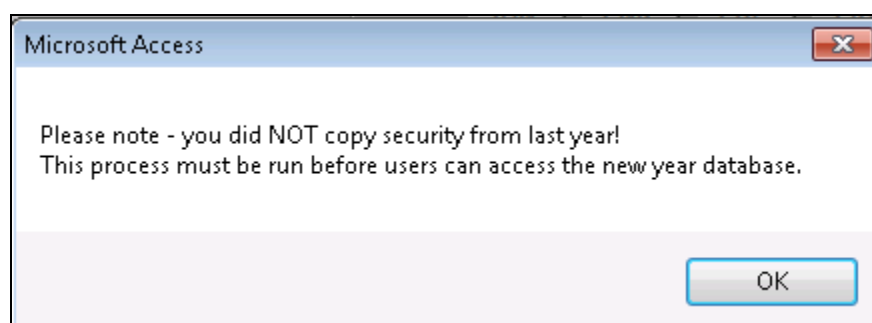 Microsoft Access
Please note - you did NOT copy security from last year!
This process must be run before users can access the new year database.
OK